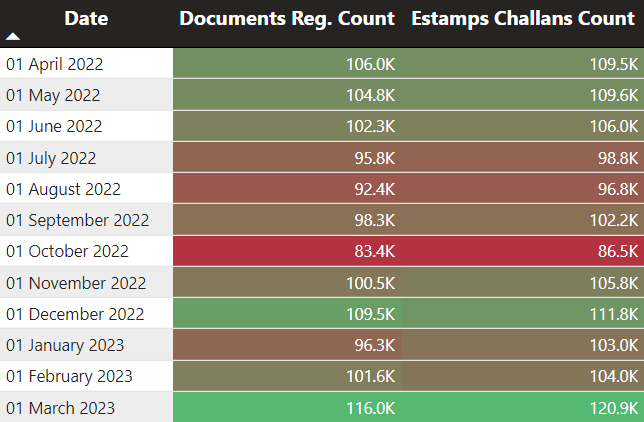 Date Documents Reg. Count Estamps Challans Count
01 April 2022 106.0K 109.5K
01 May 2022 104.8K 109.6K
01 June 2022 102.3K 106.0K
01 July 2022 95.8K 98.8K
01 August 2022 92.4K 96.8K
01 September 2022 98.3K 102.2K
01 October 2022 83.4K 86.5K
01 November 2022 100.5K 105.8K
01 December 2022 109.5K 111.8K
01 January 2023 96.3K 103.0K
01 February 2023 101.6K 104.0K
01 March 2023 116.0K 120.9K